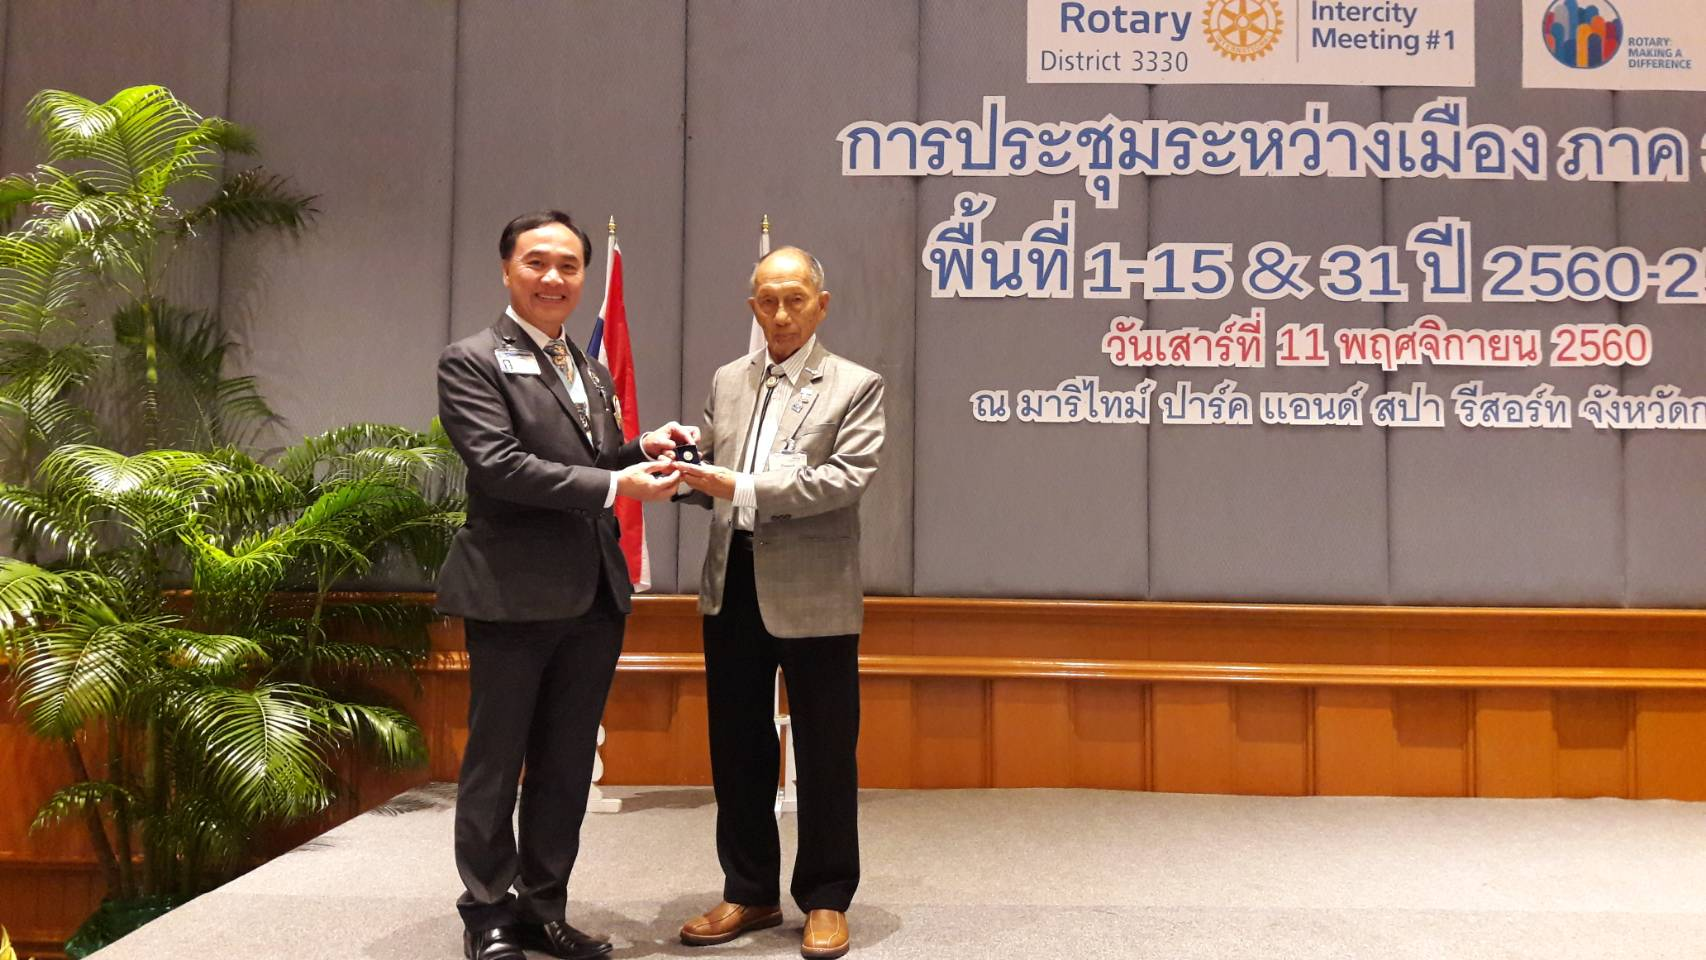 Rotary
District 3330
Intercity
Meeting #1
ROTARY:
MAKING A
DIFFERENCE
การประชุมระหว่างเมือง ภาค
พื้นที่ 1-15 & 31 ปี 2560-2
วันเสาร์ที่ 11 พฤศจิกายน 2560
ณ มาริไทม์ ปาร์ค แอนด์ สปา รีสอร์ท จังหวัดก